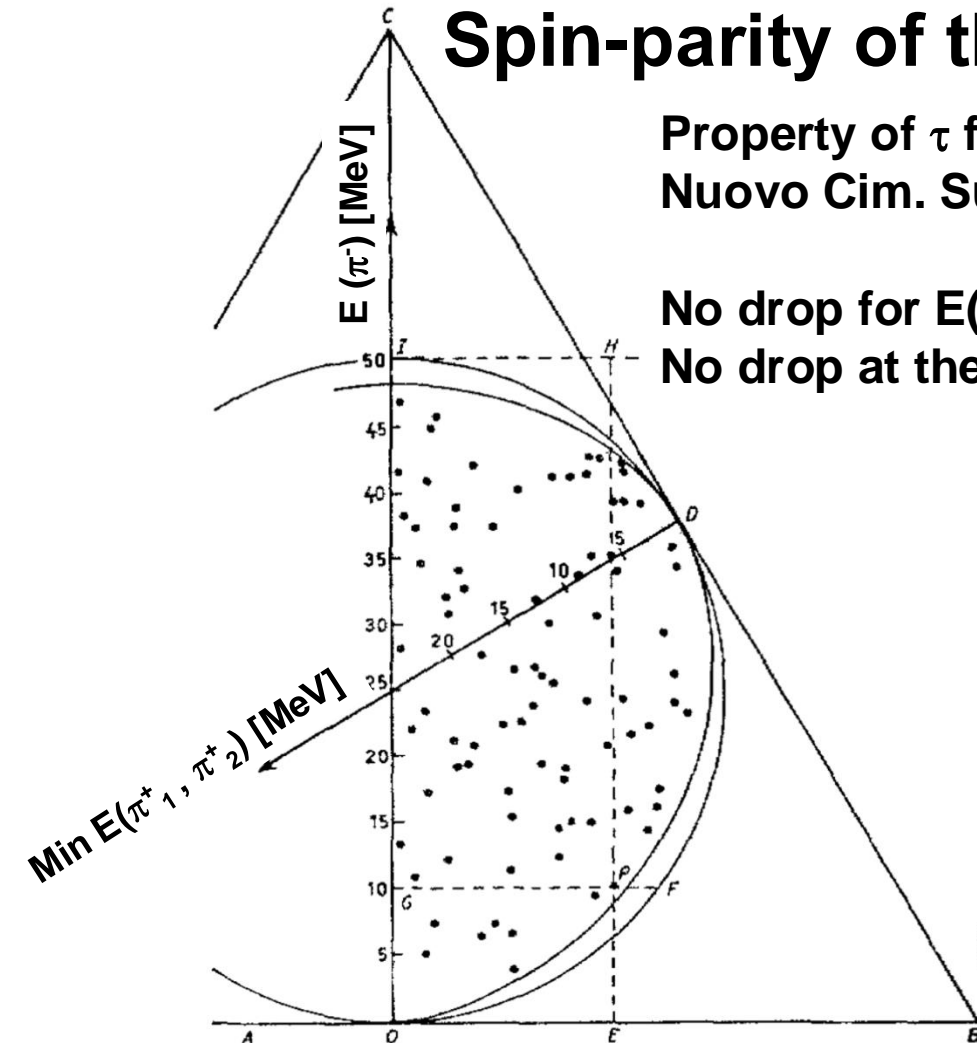 C
Spin-parity of th
Property of τ f
Nuovo Cim. Su
No drop for E(
No drop at the
E (π-) [MeV]
50
I
H
45
40
D
35
5
10
15
30
20
25
Min E(π+1 , π+2) [MeV]
20
15
10
G
P
F
5
A
O
E
B